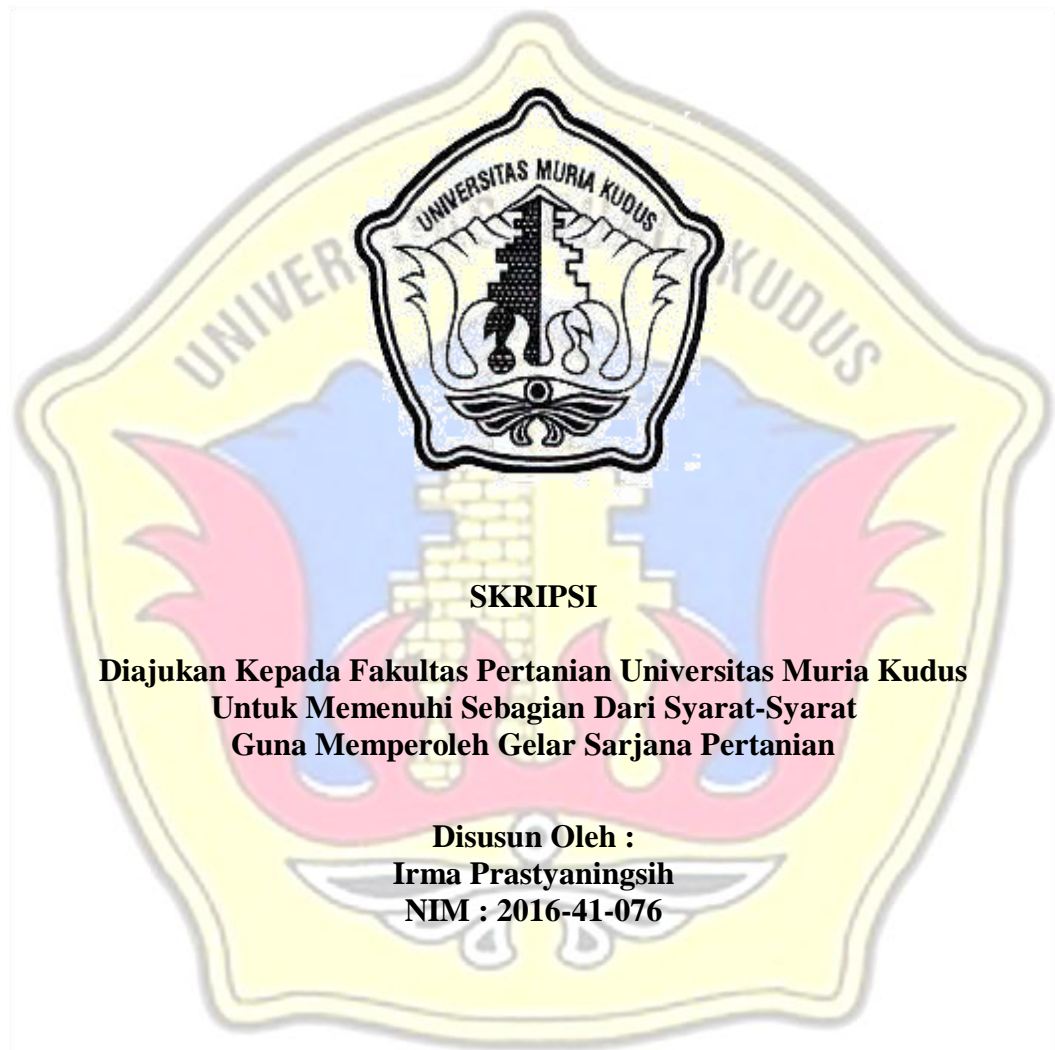 UNIVERSITAS MURIA KUDUS
SKRIPSI
Diajukan Kepada Fakultas Pertanian Universitas Muria Kudus
Untuk Memenuhi Sebagian Dari Syarat-Syarat
Guna Memperoleh Gelar Sarjana Pertanian
Disusun Oleh :
Irma Prastyaningsih
NIM : 2016-41-076